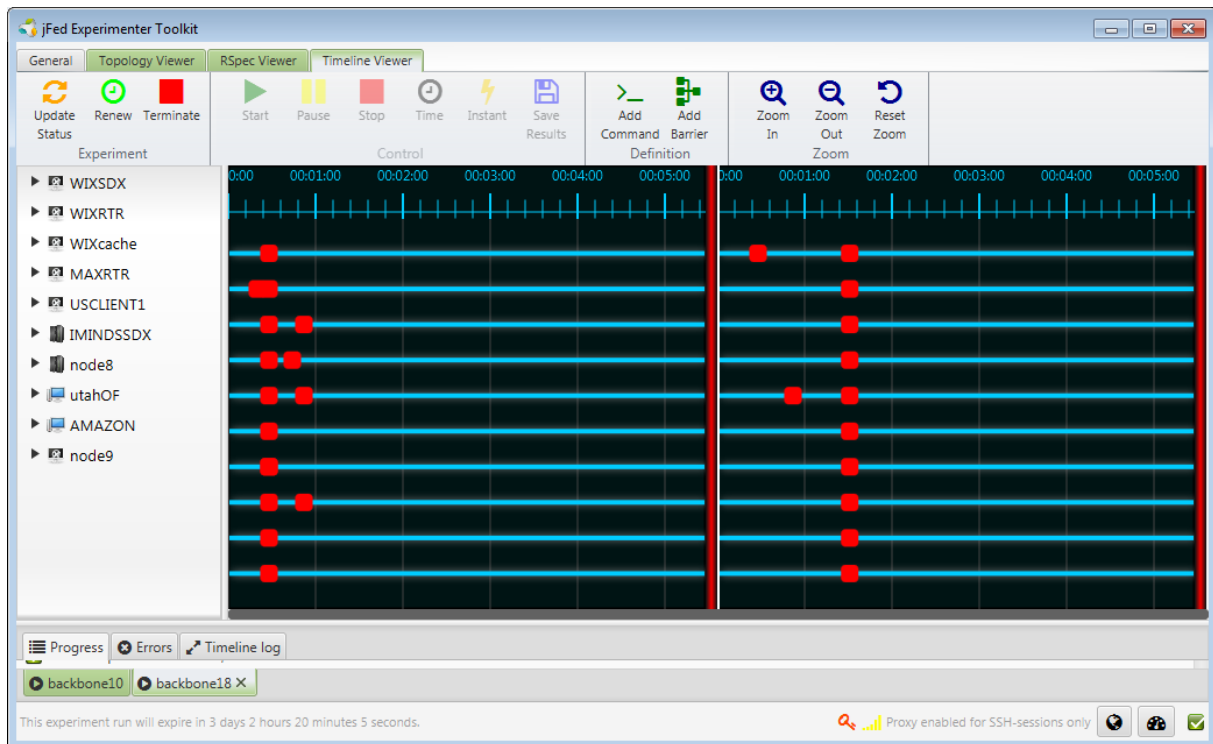 jFed Experimenter Toolkit
General Topology Viewer RSpec Viewer Timeline Viewer
Update Status Renew Terminate Start Pause Stop Time Instant Save Results Add Command Add Barrier Zoom In Zoom Out Reset Zoom
Experiment Control Definition Zoom
0:00 00:01:00 00:02:00 00:03:00 00:04:00 00:05:00 0:00 00:01:00 00:02:00 00:03:00 00:04:00 00:05:00
WIXSDX
WIXRTR
WIXcache
MAXRTR
USCLIENT1
IMINDSSDX
node8
utahOF
AMAZON
node9
Progress Errors Timeline log
backbone10 backbone18
This experiment run will expire in 3 days 2 hours 20 minutes 5 seconds. Proxy enabled for SSH-sessions only